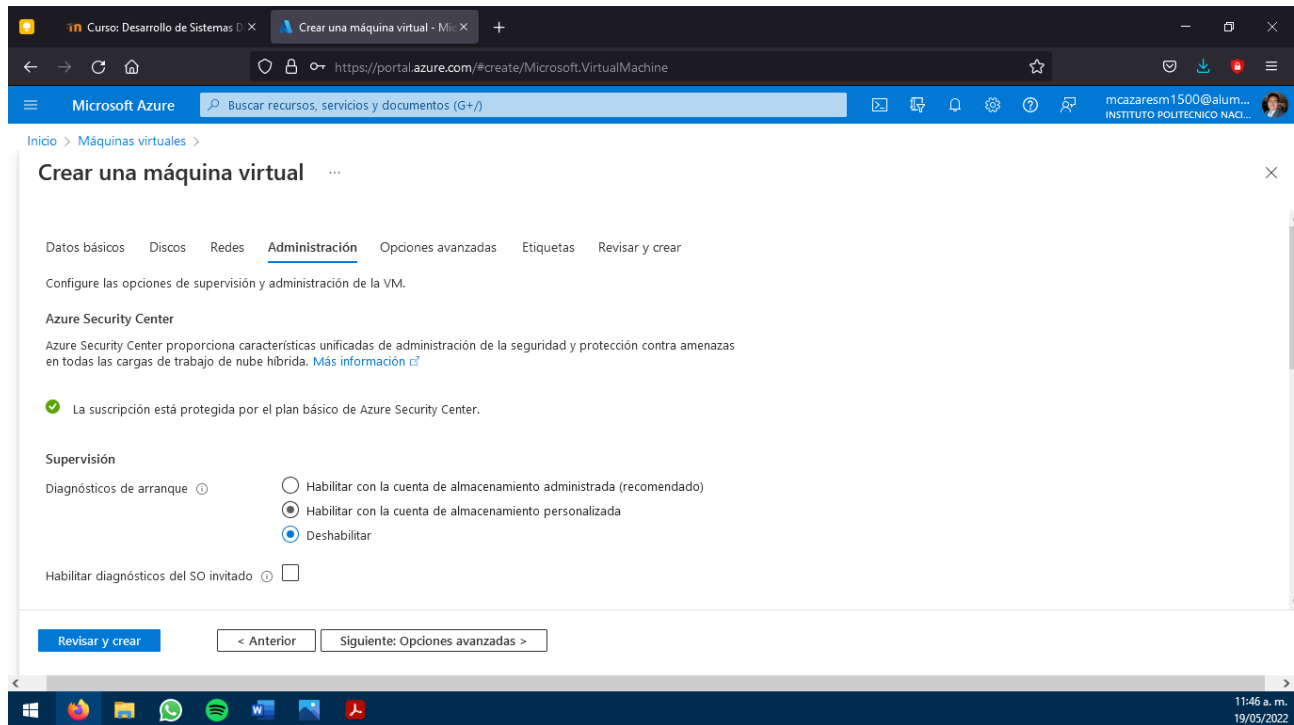 Curso: Desarrollo de Sistemas D
Crear una máquina virtual - Mic
https://portal.azure.com/#create/Microsoft.VirtualMachine
Microsoft Azure
Buscar recursos, servicios y documentos (G+/)
mcazaresm1500@alum...
INSTITUTO POLITECNICO NACI...
Inicio > Máquinas virtuales >
Crear una máquina virtual ...
Datos básicos Discos Redes Administración Opciones avanzadas Etiquetas Revisar y crear
Configure las opciones de supervisión y administración de la VM.
Azure Security Center
Azure Security Center proporciona características unificadas de administración de la seguridad y protección contra amenazas
en todas las cargas de trabajo de nube híbrida. Más información
La suscripción está protegida por el plan básico de Azure Security Center.
Supervisión
Diagnósticos de arranque
Habilitar con la cuenta de almacenamiento administrada (recomendado)
Habilitar con la cuenta de almacenamiento personalizada
Deshabilitar
Habilitar diagnósticos del SO invitado
Revisar y crear
< Anterior
Siguiente: Opciones avanzadas >
11:46 a. m.
19/05/2022